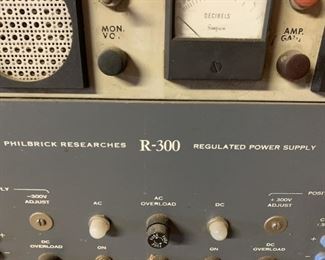 DECIBELS
Simpson
MON.
VOL.
AMP.
GAIN
PHILBRICK RESEARCHES R-300 REGULATED POWER SUPPLY
-300V
ADJUST
AC
AC
OVERLOAD
DC
+300V
ADJUST
DC
OVERLOAD
ON
ON
DC
OVERLOAD